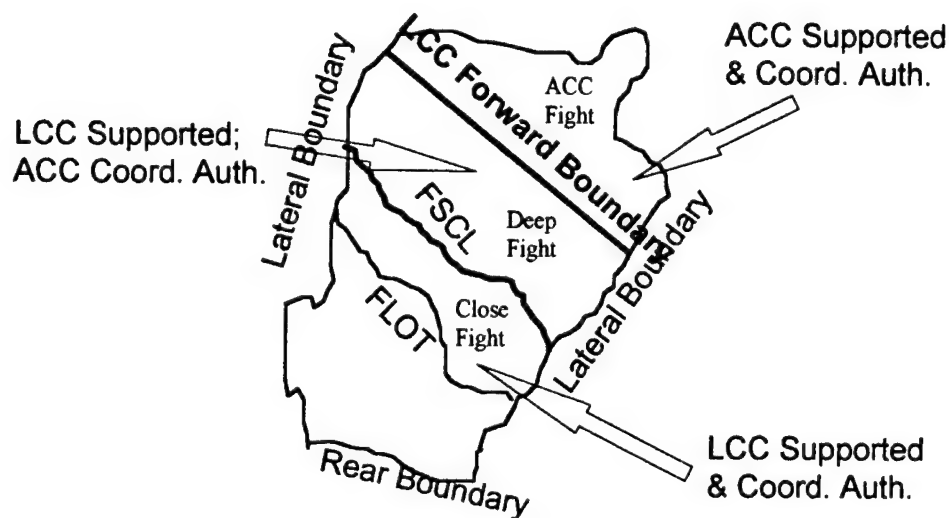 LCC Forward Boundary
ACC Supported
& Coord. Auth.
ACC
Fight
Lateral Boundary
LCC Supported;
ACC Coord. Auth.
FSCL
Deep
Fight
Lateral Boundary
FLOT
Close
Fight
LCC Supported
& Coord. Auth.
Rear Boundary